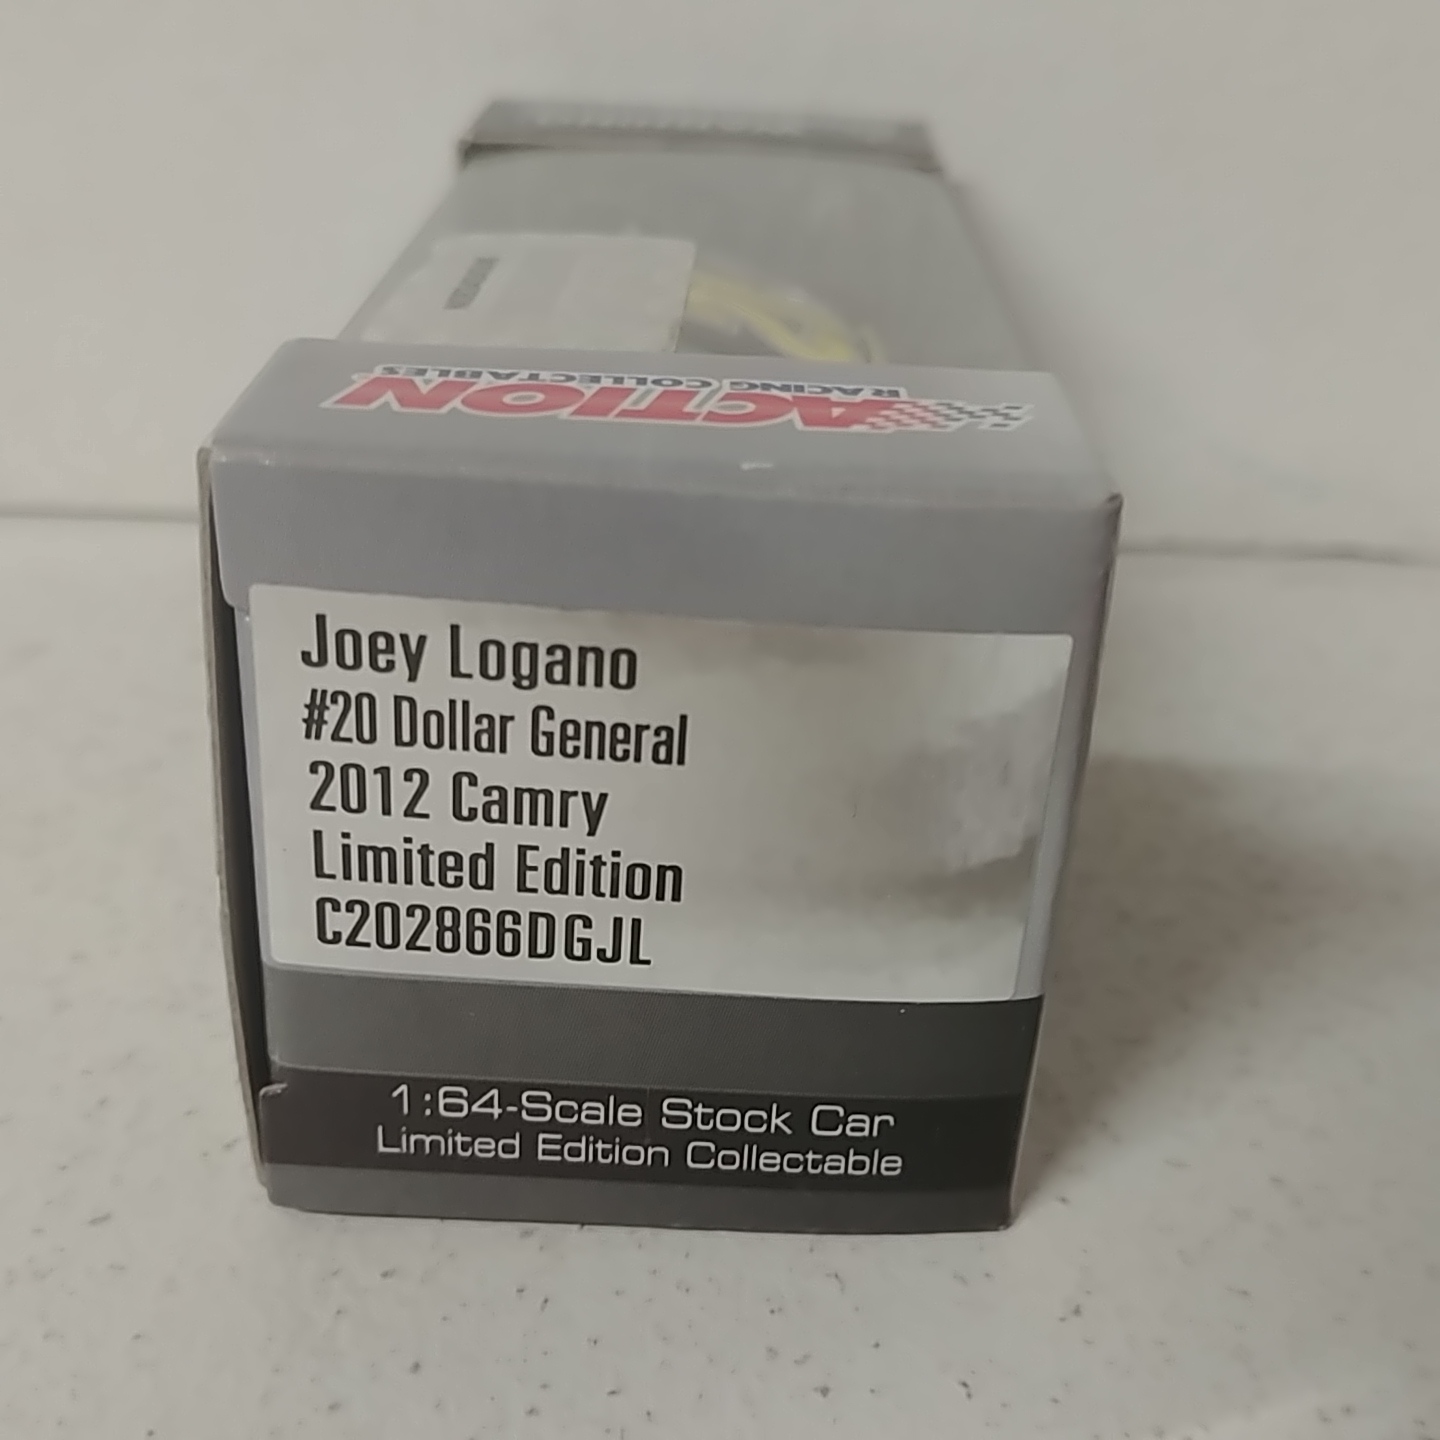 ACTION
RACING COLLECTABLES
Joey Logano
#20 Dollar General
2012 Camry
Limited Edition
C202866DGJL
1:64-Scale Stock Car
Limited Edition Collectable